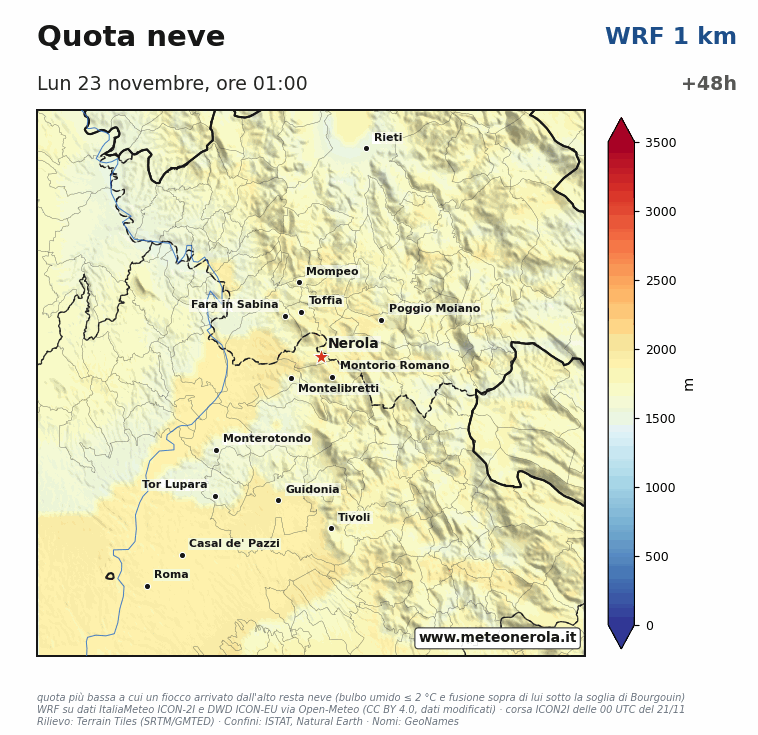 Quota neve
WRF 1 km
Lun 23 novembre, ore 01:00
+48h
Rieti
Mompeo
Fara in Sabina
Toffia
Poggio Moiano
Nerola
Montorio Romano
Montelibretti
Monterotondo
Tor Lupara
Guidonia
Tivoli
Casal de' Pazzi
Roma
www.meteonerola.it
3500
3000
2500
2000
1500
1000
500
0
m
quota più bassa a cui un fiocco arrivato dall'alto resta neve (bulbo umido ≤ 2 °C e fusione sopra di lui sotto la soglia di Bourgouin)
WRF su dati ItaliaMeteo ICON-2I e DWD ICON-EU via Open-Meteo (CC BY 4.0, dati modificati) · corsa ICON2I delle 00 UTC del 21/11
Rilievo: Terrain Tiles (SRTM/GMTED) · Confini: ISTAT, Natural Earth · Nomi: GeoNames